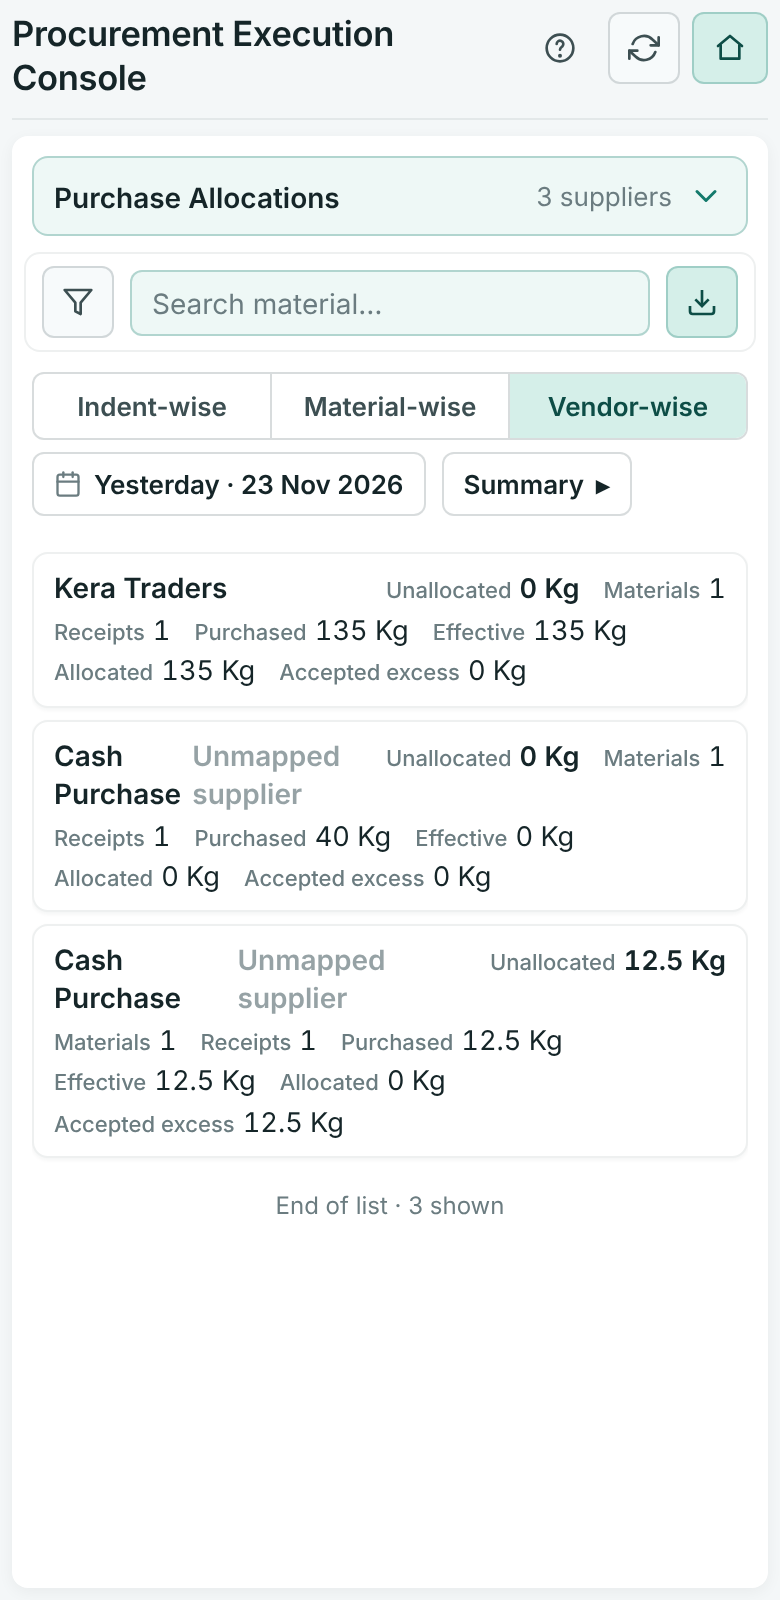 Procurement Execution
Console
Purchase Allocations 3 suppliers
Search material...
Indent-wise Material-wise Vendor-wise
Yesterday · 23 Nov 2026 Summary ▸
Kera Traders Unallocated 0 Kg Materials 1
Receipts 1 Purchased 135 Kg Effective 135 Kg
Allocated 135 Kg Accepted excess 0 Kg
Cash Unmapped Unallocated 0 Kg Materials 1
Purchase supplier
Receipts 1 Purchased 40 Kg Effective 0 Kg
Allocated 0 Kg Accepted excess 0 Kg
Cash Unmapped Unallocated 12.5 Kg
Purchase supplier
Materials 1 Receipts 1 Purchased 12.5 Kg
Effective 12.5 Kg Allocated 0 Kg
Accepted excess 12.5 Kg
End of list · 3 shown